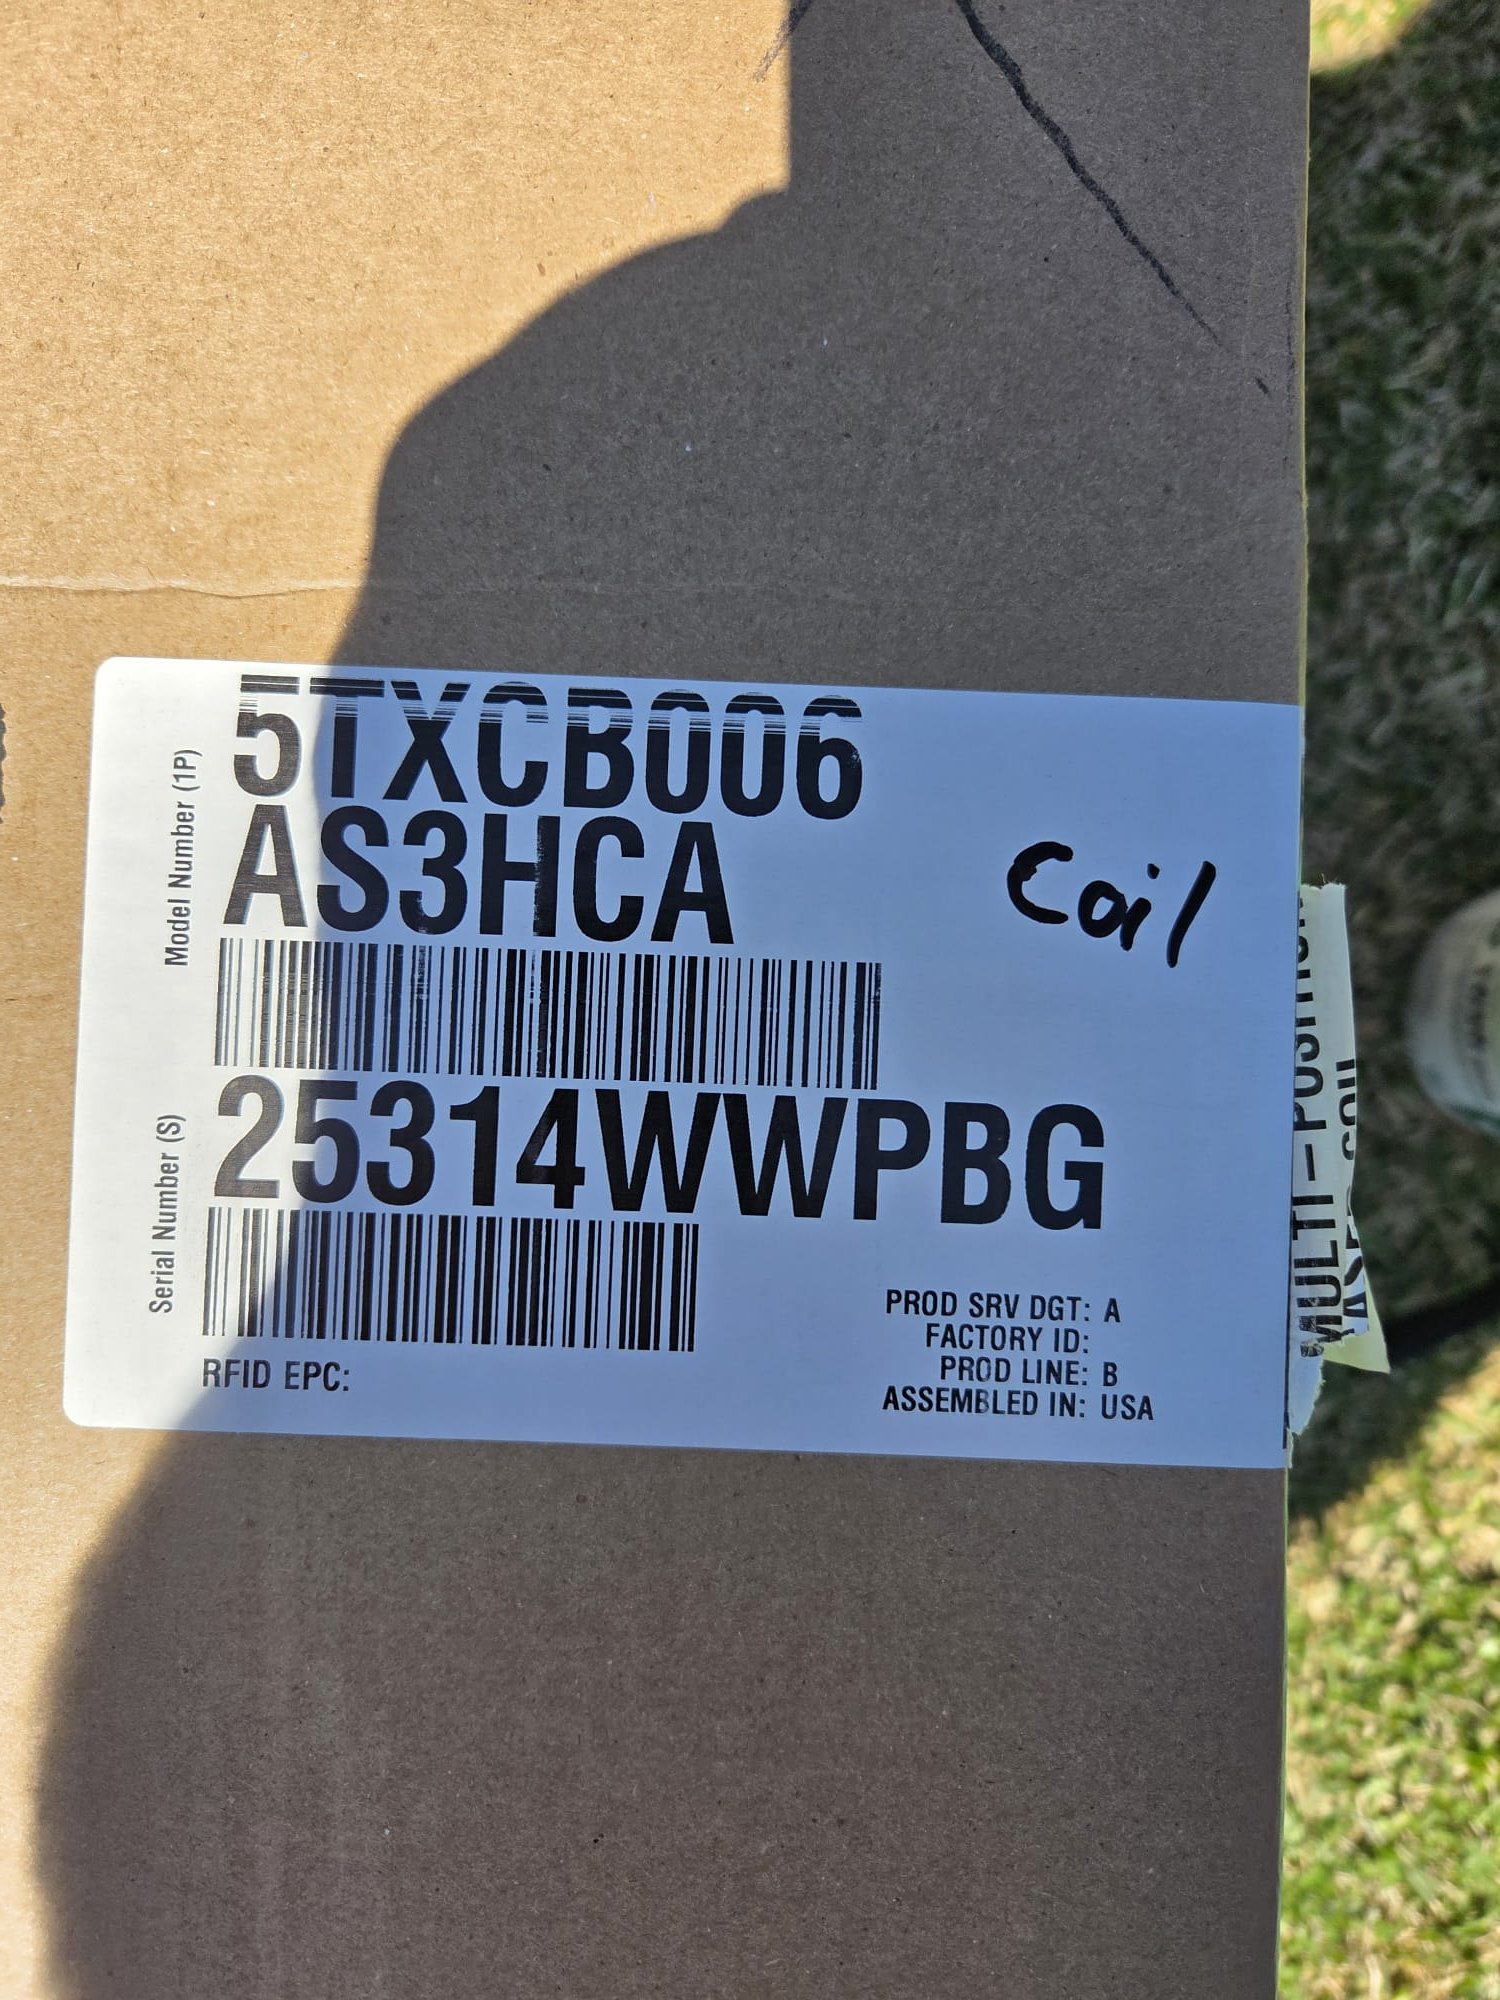 Model Number (1P)
5TXCB006
AS3HCA
Coil
Serial Number (S)
25314WWPBG
RFID EPC:
PROD SRV DGT: A
FACTORY ID:
PROD LINE: B
ASSEMBLED IN: USA
MULTI-POSITION
COIL